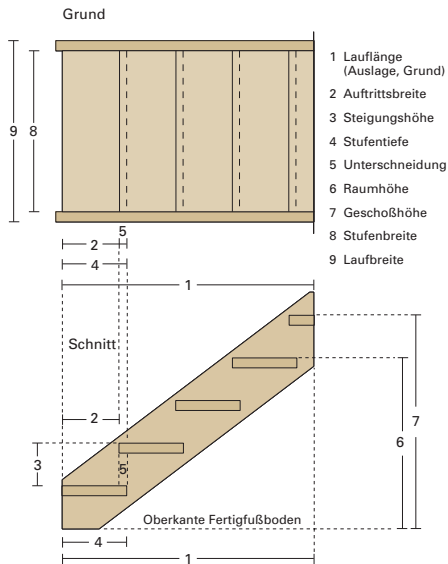 Grund
1 Lauflänge
(Auslage, Grund)
2 Auftrittsbreite
3 Steigungshöhe
4 Stufentiefe
5 Unterschneidung
6 Raumhöhe
7 Geschoßhöhe
8 Stufenbreite
9 Laufbreite
9
8
5
2
4
1
Schnitt
2
7
6
3
5
Oberkante Fertigfußboden
4
1